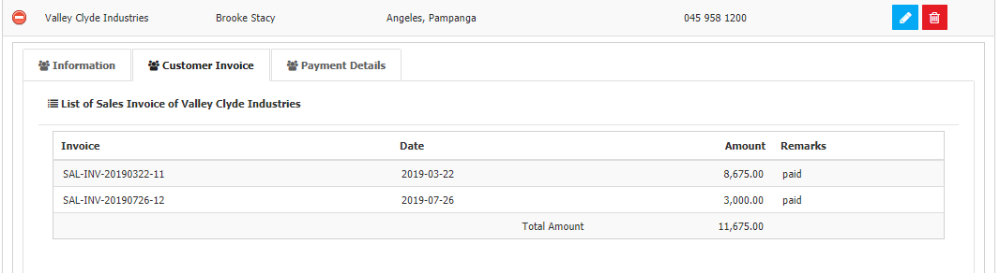 Valley Clyde Industries Brooke Stacy Angeles, Pampanga 045 958 1200
Information Customer Invoice Payment Details
List of Sales Invoice of Valley Clyde Industries
Invoice Date Amount Remarks
SAL-INV-20190322-11 2019-03-22 8,675.00 paid
SAL-INV-20190726-12 2019-07-26 3,000.00 paid
Total Amount 11,675.00